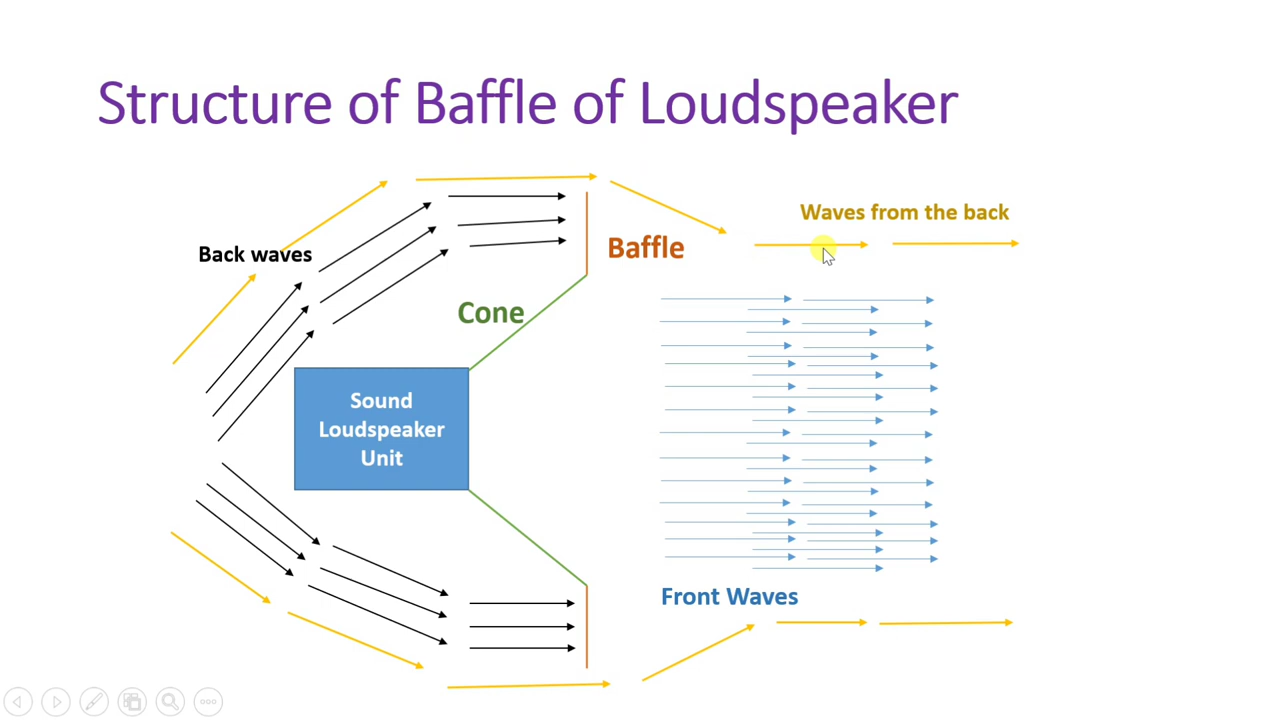 Structure of Baffle of Loudspeaker
Waves from the back
Back waves
Baffle
Cone
Sound
Loudspeaker
Unit
Front Waves